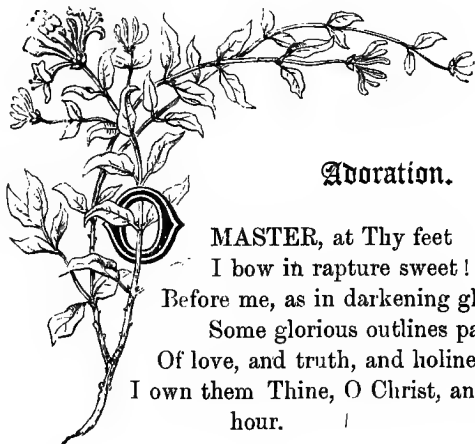 Adoration.
O MASTER, at Thy feet
I bow in rapture sweet!
Before me, as in darkening
Some glorious outlines
Of love, and truth, and
I own them Thine, O Christ,
hour.